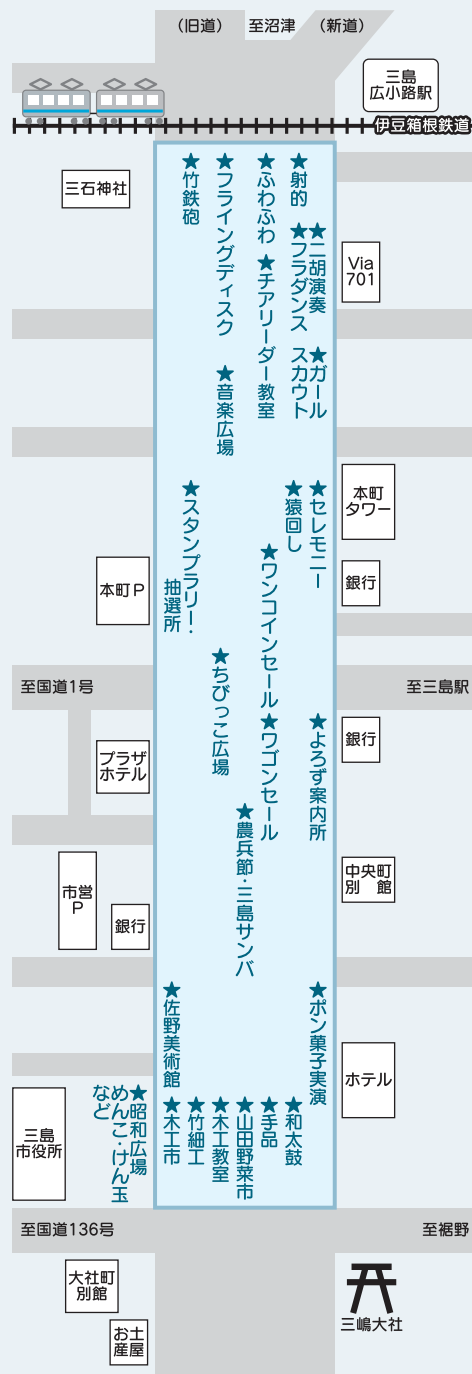 (旧道)
至沼津
(新道)
三島
広小路駅
伊豆箱根鉄道
三石神社
Via
701
★射的
★ふわふわ
★フライングディスク
★竹鉄砲
★二胡演奏
★フラダンス
★チアリーダー教室
★ガール
スカウト
★音楽広場
本町
タワー
銀行
本町P
★セレモニー
★猿回し
★ワンコインセール
★スタンプラリー・
抽選所
★ちびっこ広場
至国道1号
至三島駅
銀行
プラザ
ホテル
★よろず案内所
★ワゴンセール
★農兵節・三島サンバ
中央町
別 館
市営
P
銀行
★ポン菓子実演
★佐野美術館
ホテル
三島
市役所
★昭和広場
めんこ・けん玉
など
★和太鼓
★手品
★山田野菜市
★木工教室
★竹細工
★木工市
至国道136号
至裾野
大社町
別館
お土
産屋
三嶋大社